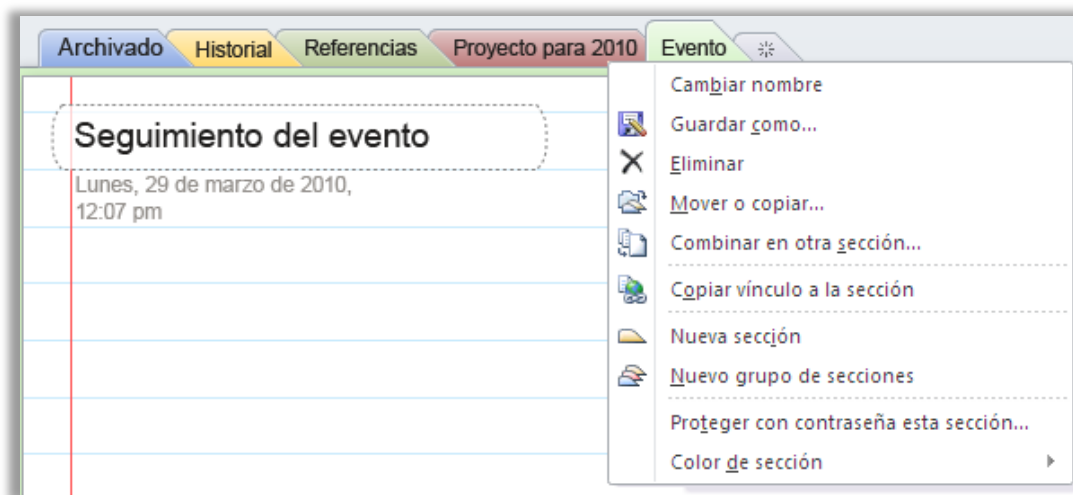 Archivado Historial Referencias Proyecto para 2010 Evento
Seguimiento del evento
Lunes, 29 de marzo de 2010,
12:07 pm
Cambiar nombre
Guardar como...
Eliminar
Mover o copiar...
Combinar en otra sección...
Copiar vínculo a la sección
Nueva sección
Nuevo grupo de secciones
Proteger con contraseña esta sección...
Color de sección